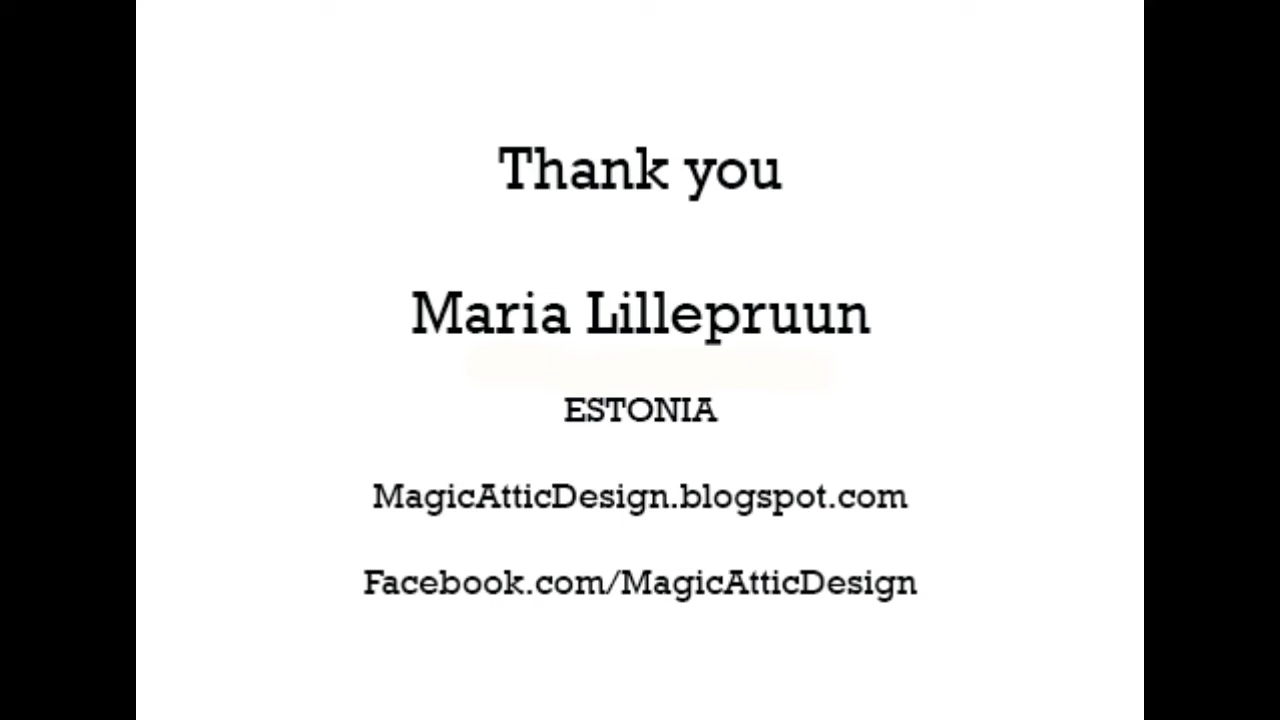 Thank you
Maria Lillepruun
ESTONIA
MagicAtticDesign.blogspot.com
Facebook.com/MagicAtticDesign